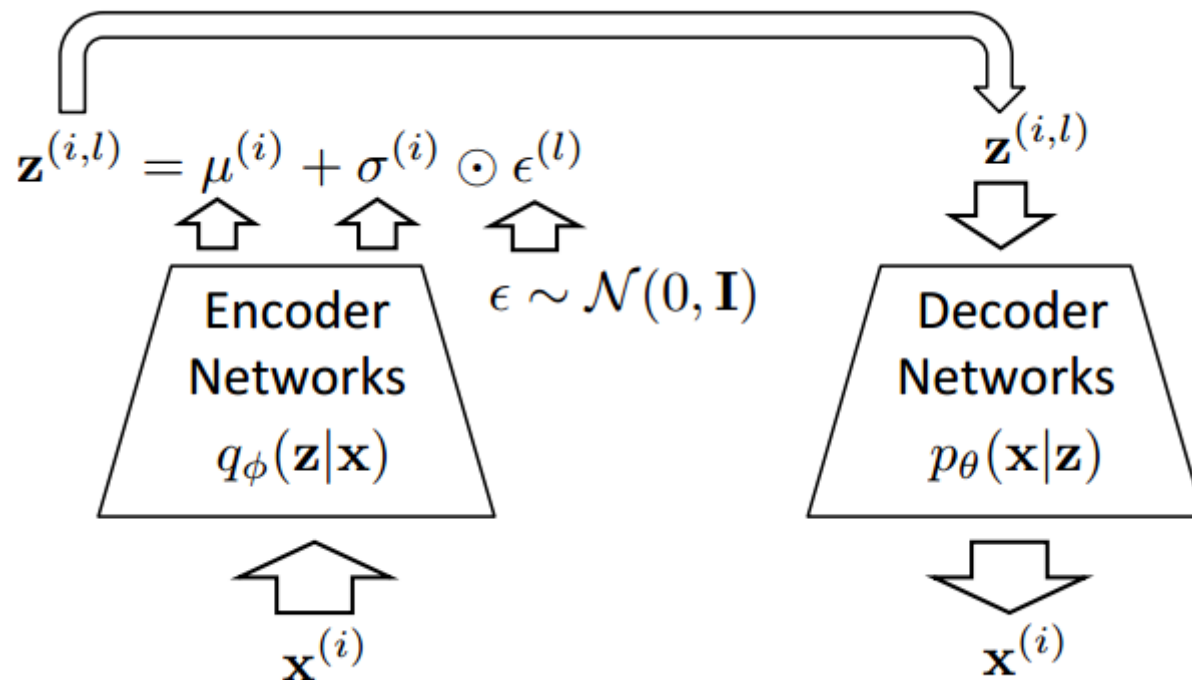 z^(i,l) = μ^(i) + σ^(i) ⊙ ϵ^(l)
ϵ ∼ 𝒩(0, I)
Encoder
Networks
q_ϕ(z|x)
x^(i)
z^(i,l)
Decoder
Networks
p_θ(x|z)
x^(i)